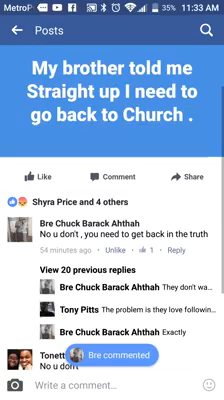 MetroP
35% 11:33 AM
Posts
My brother told me
Straight up I need to
go back to Church .
Like Comment Share
Shyra Price and 4 others
Bre Chuck Barack Ahthah
No u don't , you need to get back in the truth
54 minutes ago · Unlike · 1 · Reply
View 20 previous replies
Bre Chuck Barack Ahthah They don't wa...
Tony Pitts The problem is they love followin...
Bre Chuck Barack Ahthah Exactly
Tonett
Bre commented
No u don't
Write a comment...